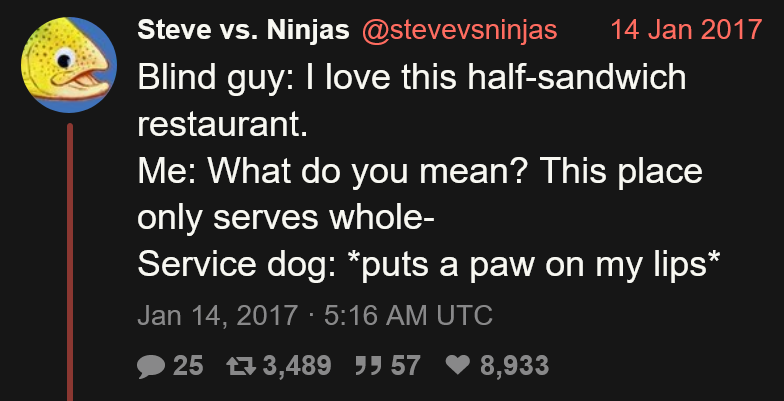 Steve vs. Ninjas @stevevsninjas 14 Jan 2017
Blind guy: I love this half-sandwich
restaurant.
Me: What do you mean? This place
only serves whole-
Service dog: *puts a paw on my lips*
Jan 14, 2017 · 5:16 AM UTC
25 3,489 57 8,933